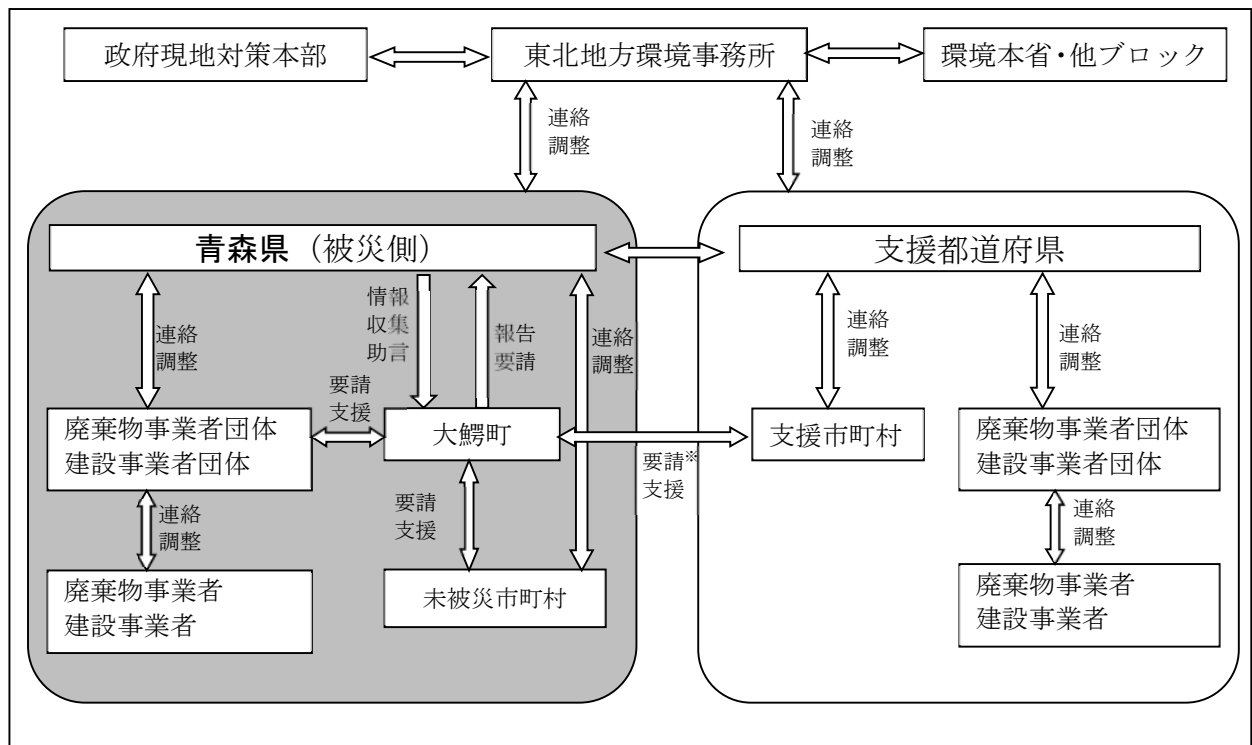 政府現地対策本部
東北地方環境事務所
環境本省・他ブロック
連絡
調整
連絡
調整
青森県（被災側）
支援都道府県
連絡
調整
情報
収集
助言
報告
要請
連絡
調整
連絡
調整
連絡
調整
要請
支援
廃棄物事業者団体
建設事業者団体
大鰐町
支援市町村
廃棄物事業者団体
建設事業者団体
要請※
支援
連絡
調整
要請
支援
連絡
調整
廃棄物事業者
建設事業者
未被災市町村
廃棄物事業者
建設事業者